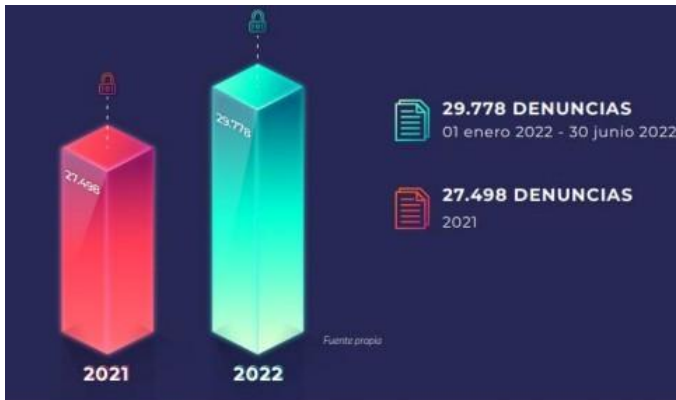 27.498
29.778
2021
2022
29.778 DENUNCIAS
01 enero 2022 - 30 junio 2022
27.498 DENUNCIAS
2021
Fuente propia